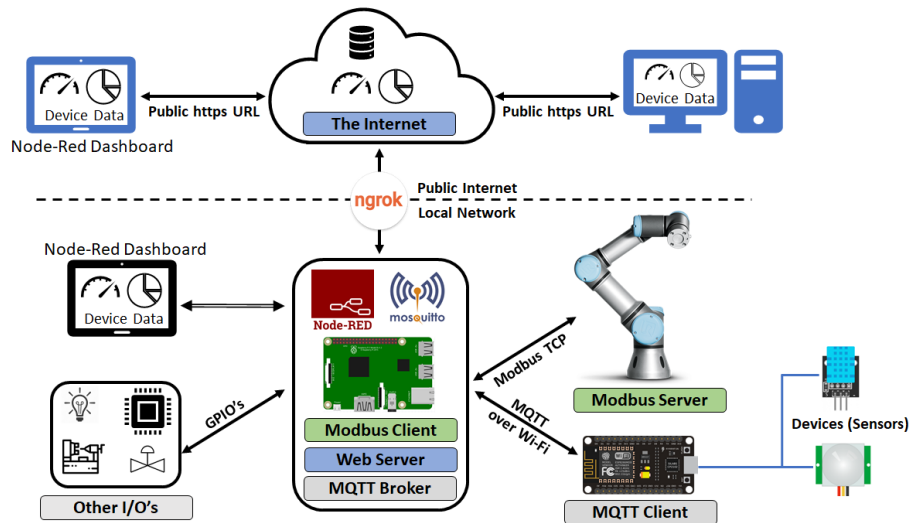 Device Data
Node-Red Dashboard
Public https URL
The Internet
Public https URL
Device Data
ngrok
Public Internet
Local Network
Node-Red Dashboard
Device Data
Node-RED
mosquitto
Modbus TCP
Modbus Server
GPIO's
MQTT
over Wi-Fi
Modbus Client
Web Server
MQTT Broker
Other I/O's
MQTT Client
Devices (Sensors)